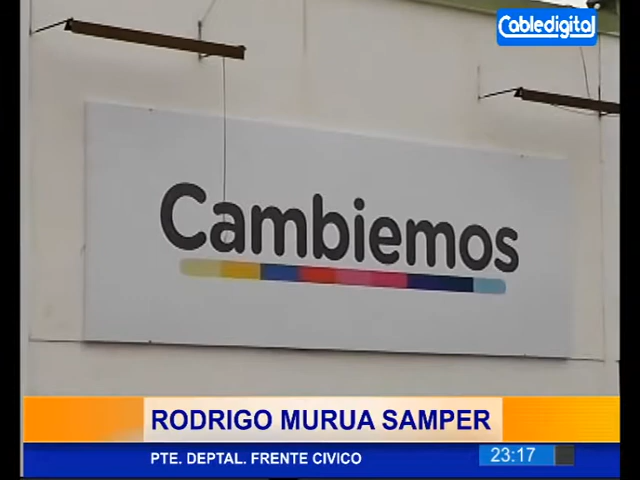 Cabledigital
Cambiemos
RODRIGO MURUA SAMPER
PTE. DEPTAL. FRENTE CIVICO
23:17